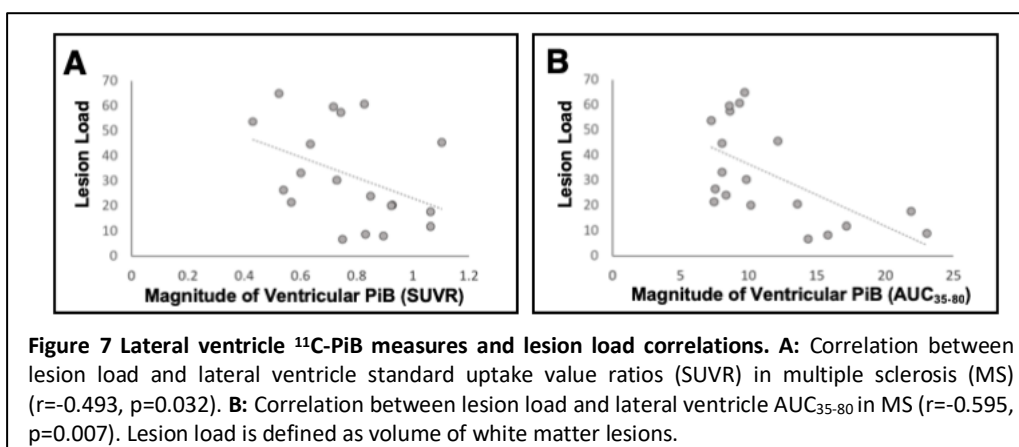 A
Lesion Load
70
60
50
40
30
20
10
0
0 0.2 0.4 0.6 0.8 1 1.2
Magnitude of Ventricular PiB (SUVR)
B
Lesion Load
70
60
50
40
30
20
10
0
0 5 10 15 20 25
Magnitude of Ventricular PiB (AUC₃₅₋₈₀)
Figure 7 Lateral ventricle ¹¹C-PiB measures and lesion load correlations. A: Correlation between
lesion load and lateral ventricle standard uptake value ratios (SUVR) in multiple sclerosis (MS)
(r=-0.493, p=0.032). B: Correlation between lesion load and lateral ventricle AUC₃₅₋₈₀ in MS (r=-0.595,
p=0.007). Lesion load is defined as volume of white matter lesions.